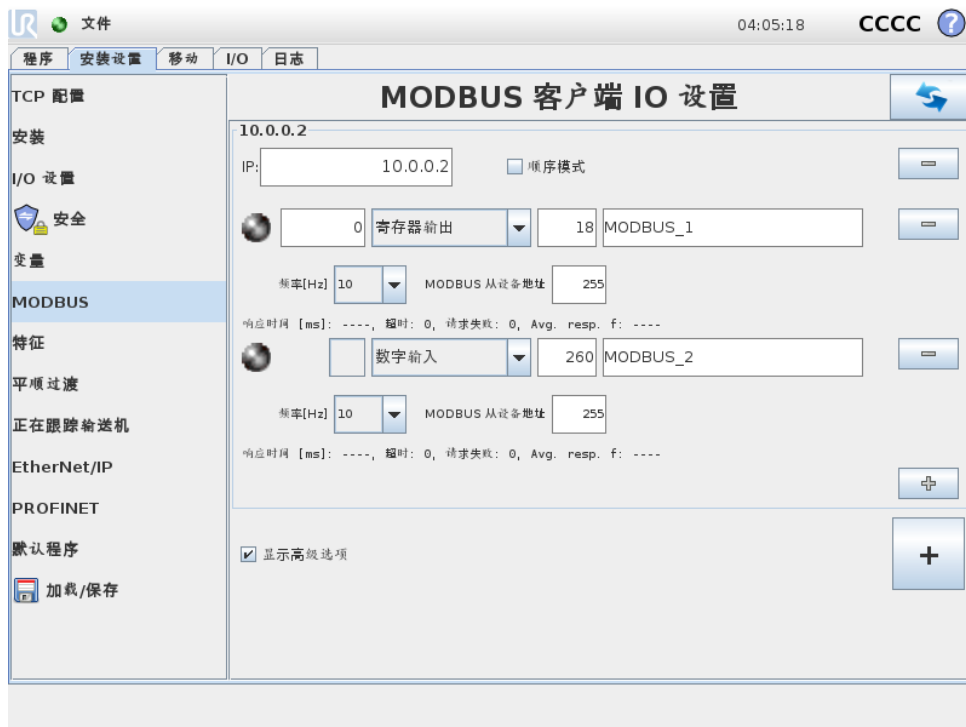 UR 文件 04:05:18 CCCC ?
程序 安装设置 移动 I/O 日志
TCP 配置
安装
I/O 设置
安全
变量
MODBUS
特征
平顺过渡
正在跟踪输送机
EtherNet/IP
PROFINET
默认程序
加载/保存
MODBUS 客户端 IO 设置
10.0.0.2
IP: 10.0.0.2 顺序模式
0 寄存器输出 18 MODBUS_1
频率[Hz] 10 MODBUS 从设备地址 255
响应时间 [ms]: ----, 超时: 0, 请求失败: 0, Avg. resp. f: ----
数字输入 260 MODBUS_2
频率[Hz] 10 MODBUS 从设备地址 255
响应时间 [ms]: ----, 超时: 0, 请求失败: 0, Avg. resp. f: ----
显示高级选项